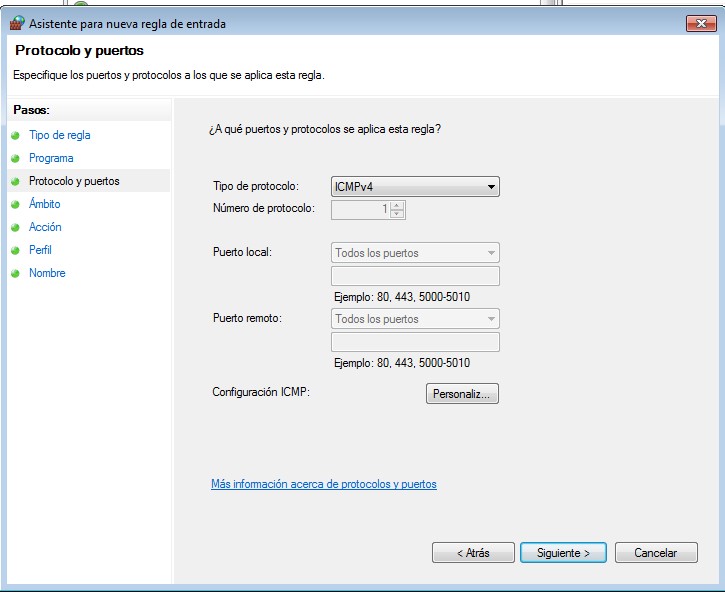 Asistente para nueva regla de entrada
Protocolo y puertos
Especifique los puertos y protocolos a los que se aplica esta regla.
Pasos:
Tipo de regla
Programa
Protocolo y puertos
Ámbito
Acción
Perfil
Nombre
¿A qué puertos y protocolos se aplica esta regla?
Tipo de protocolo: ICMPv4
Número de protocolo: 1
Puerto local: Todos los puertos
Ejemplo: 80, 443, 5000-5010
Puerto remoto: Todos los puertos
Ejemplo: 80, 443, 5000-5010
Configuración ICMP: Personaliz...
Más información acerca de protocolos y puertos
< Atrás Siguiente > Cancelar